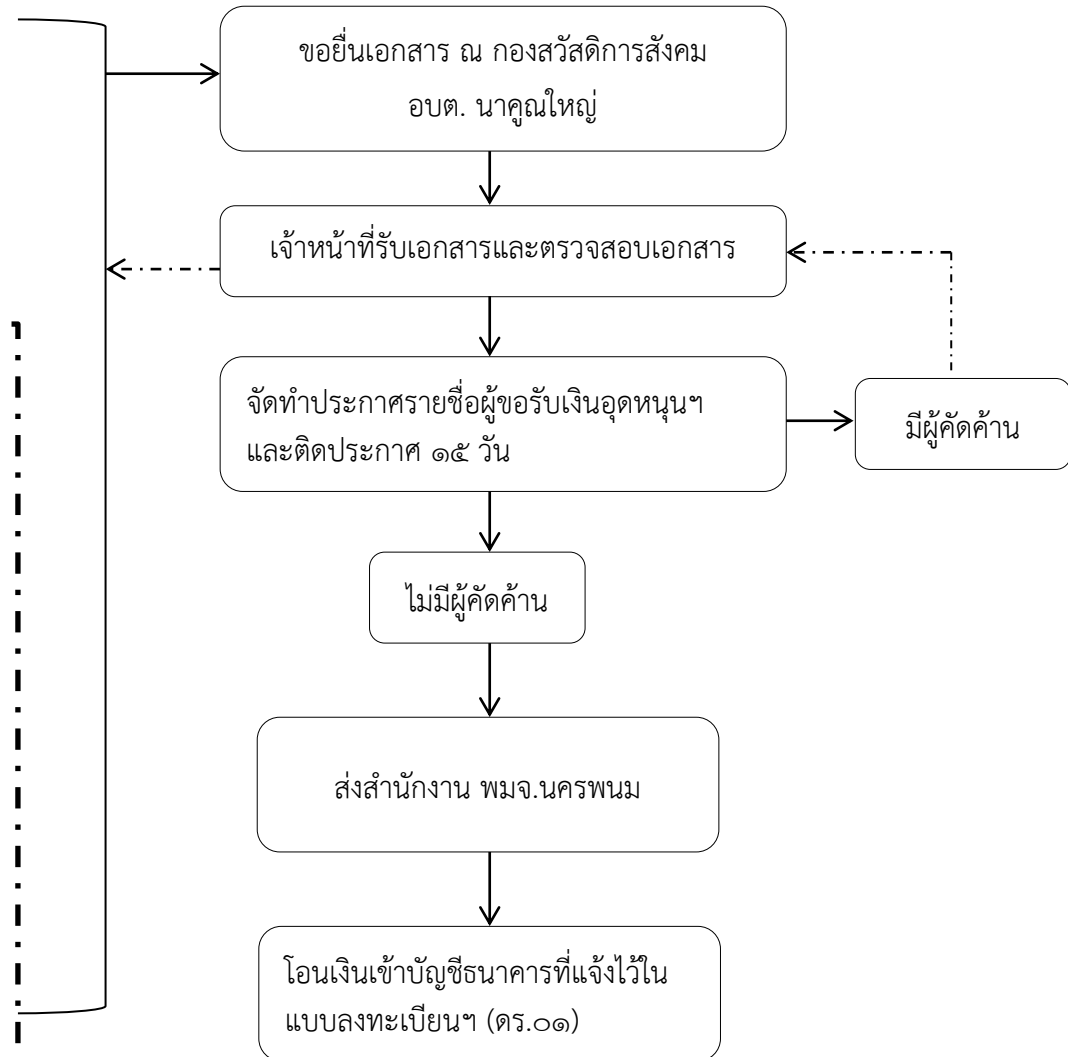 ขอยื่นเอกสาร ณ กองสวัสดิการสังคม
อบต. นาคูณใหญ่
เจ้าหน้าที่รับเอกสารและตรวจสอบเอกสาร
จัดทำประกาศรายชื่อผู้ขอรับเงินอุดหนุนฯ
และติดประกาศ ๑๕ วัน
มีผู้คัดค้าน
ไม่มีผู้คัดค้าน
ส่งสำนักงาน พมจ.นครพนม
โอนเงินเข้าบัญชีธนาคารที่แจ้งไว้ใน
แบบลงทะเบียนฯ (ดร.๐๑)